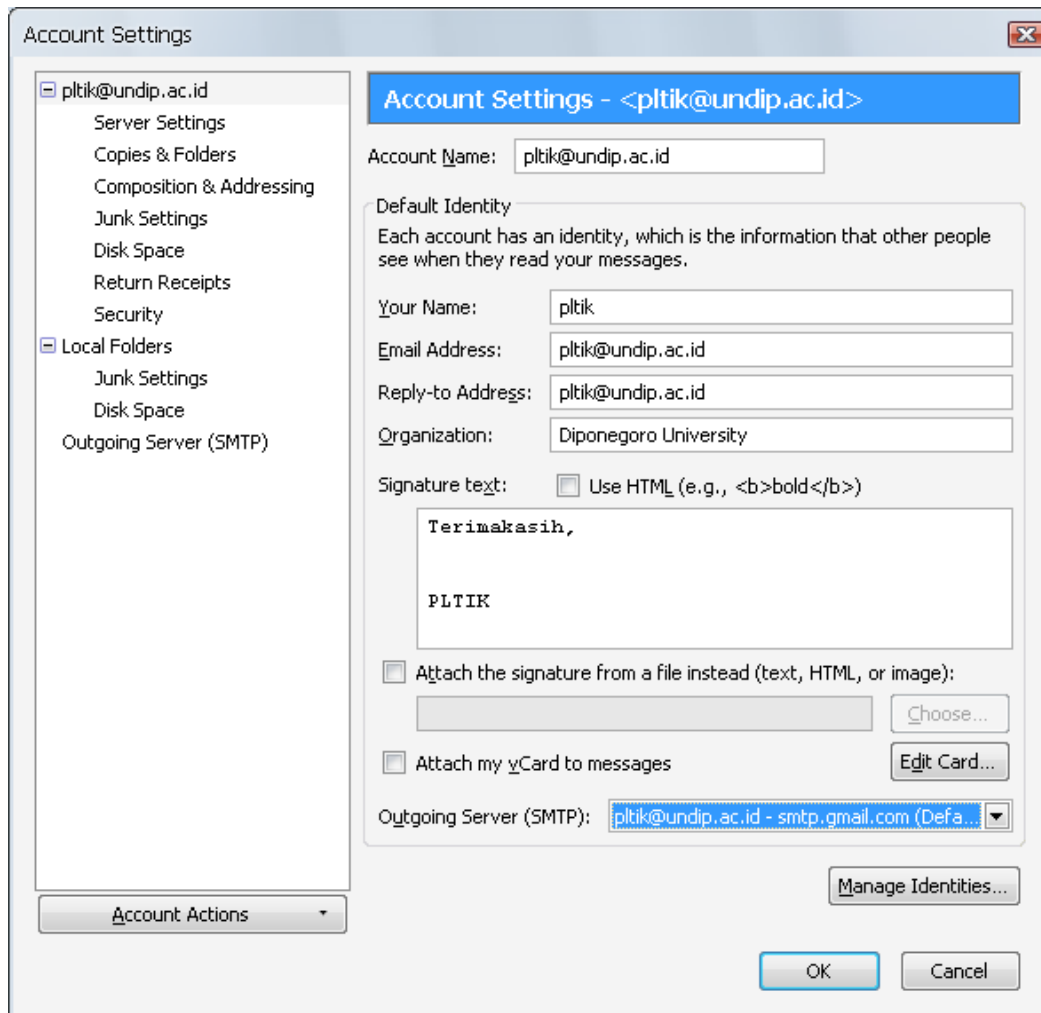 Account Settings
pltik@undip.ac.id
Server Settings
Copies & Folders
Composition & Addressing
Junk Settings
Disk Space
Return Receipts
Security
Local Folders
Junk Settings
Disk Space
Outgoing Server (SMTP)
Account Actions
Account Settings - <pltik@undip.ac.id>
Account Name: pltik@undip.ac.id
Default Identity
Each account has an identity, which is the information that other people
see when they read your messages.
Your Name: pltik
Email Address: pltik@undip.ac.id
Reply-to Address: pltik@undip.ac.id
Organization: Diponegoro University
Signature text: Use HTML (e.g., <b>bold</b>)
Terimakasih,
PLTIK
Attach the signature from a file instead (text, HTML, or image):
Choose...
Attach my vCard to messages
Edit Card...
Outgoing Server (SMTP): pltik@undip.ac.id - smtp.gmail.com (Defa...
Manage Identities...
OK Cancel